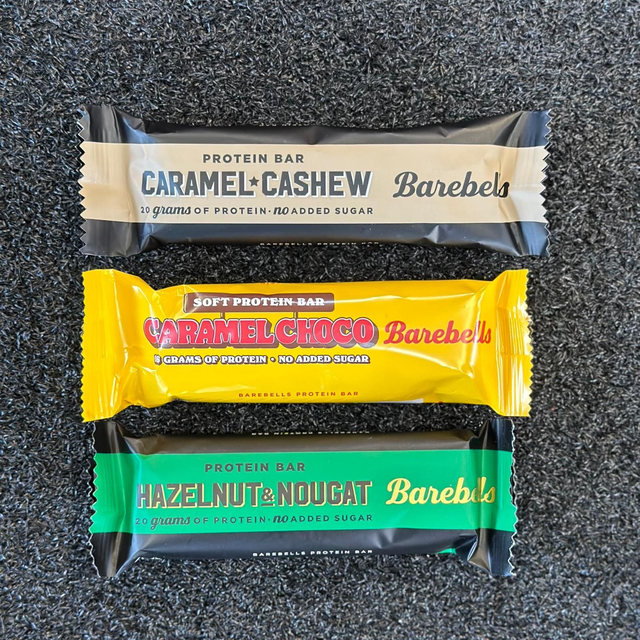 PROTEIN BAR
CARAMEL★CASHEW Barebells
20 grams OF PROTEIN • no ADDED SUGAR
BAREBELLS PROTEIN BAR
SOFT PROTEIN BAR
CARAMEL CHOCO Barebells
GRAMS OF PROTEIN • NO ADDED SUGAR
BAREBELLS PROTEIN BAR
PROTEIN BAR
HAZELNUT & NOUGAT Barebells
20 grams OF PROTEIN • no ADDED SUGAR
BAREBELLS PROTEIN BAR